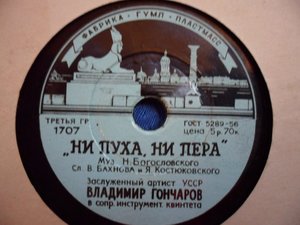 ФАБРИКА • ГУМП • ПЛАСТМАСС
ТРЕТЬЯ ГР. ГОСТ 5289-56
1707 цена 5р.70к.
„НИ ПУХА, НИ ПЕРА"
Муз. Н. Богословского
Сл. В. Бахнова и Я. Костюковского
Заслуженный артист УССР
ВЛАДИМИР ГОНЧАРОВ
в сопр. инструмент. квинтета